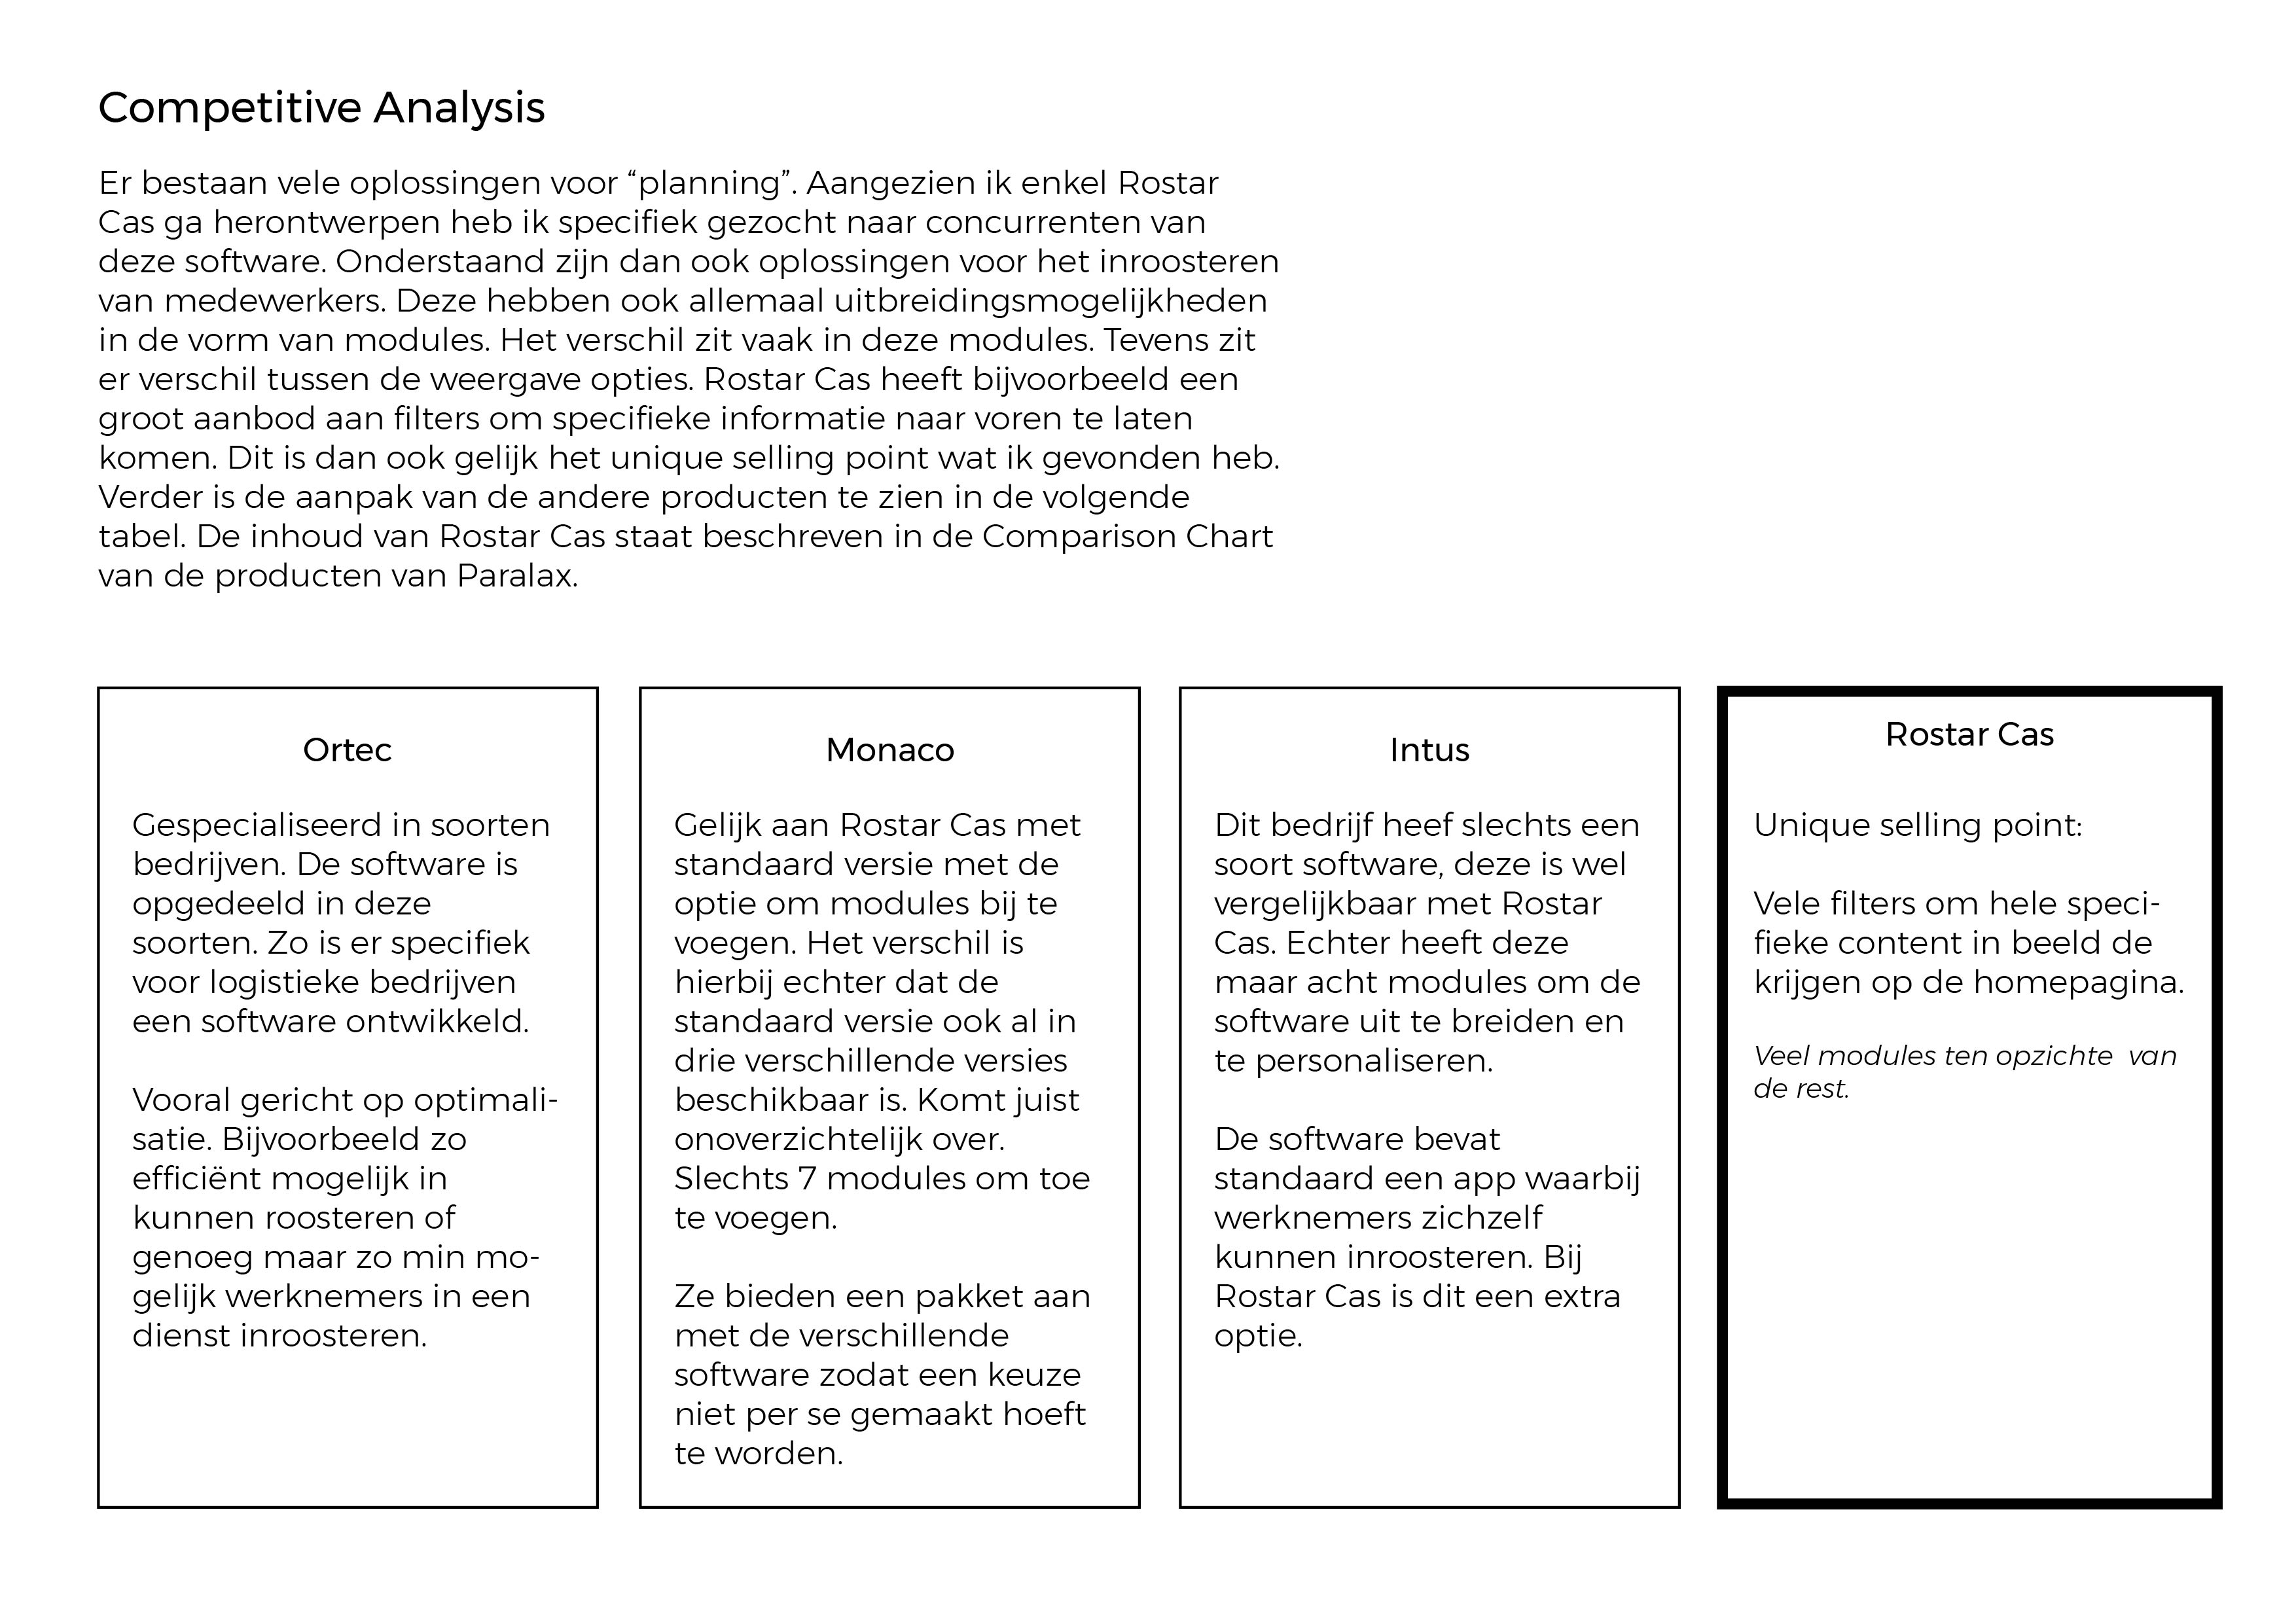 Competitive Analysis
Er bestaan vele oplossingen voor “planning”. Aangezien ik enkel Rostar
Cas ga herontwerpen heb ik specifiek gezocht naar concurrenten van
deze software. Onderstaand zijn dan ook oplossingen voor het inroosteren
van medewerkers. Deze hebben ook allemaal uitbreidingsmogelijkheden
in de vorm van modules. Het verschil zit vaak in deze modules. Tevens zit
er verschil tussen de weergave opties. Rostar Cas heeft bijvoorbeeld een
groot aanbod aan filters om specifieke informatie naar voren te laten
komen. Dit is dan ook gelijk het unique selling point wat ik gevonden heb.
Verder is de aanpak van de andere producten te zien in de volgende
tabel. De inhoud van Rostar Cas staat beschreven in de Comparison Chart
van de producten van Paralax.
Ortec
Gespecialiseerd in soorten
bedrijven. De software is
opgedeeld in deze
soorten. Zo is er specifiek
voor logistieke bedrijven
een software ontwikkeld.
Vooral gericht op optimali-
satie. Bijvoorbeeld zo
efficiënt mogelijk in
kunnen roosteren of
genoeg maar zo min mo-
gelijk werknemers in een
dienst inroosteren.
Monaco
Gelijk aan Rostar Cas met
standaard versie met de
optie om modules bij te
voegen. Het verschil is
hierbij echter dat de
standaard versie ook al in
drie verschillende versies
beschikbaar is. Komt juist
onoverzichtelijk over.
Slechts 7 modules om toe
te voegen.
Ze bieden een pakket aan
met de verschillende
software zodat een keuze
niet per se gemaakt hoeft
te worden.
Intus
Dit bedrijf heef slechts een
soort software, deze is wel
vergelijkbaar met Rostar
Cas. Echter heeft deze
maar acht modules om de
software uit te breiden en
te personaliseren.
De software bevat
standaard een app waarbij
werknemers zichzelf
kunnen inroosteren. Bij
Rostar Cas is dit een extra
optie.
Rostar Cas
Unique selling point:
Vele filters om hele speci-
fieke content in beeld de
krijgen op de homepagina.
Veel modules ten opzichte van
de rest.